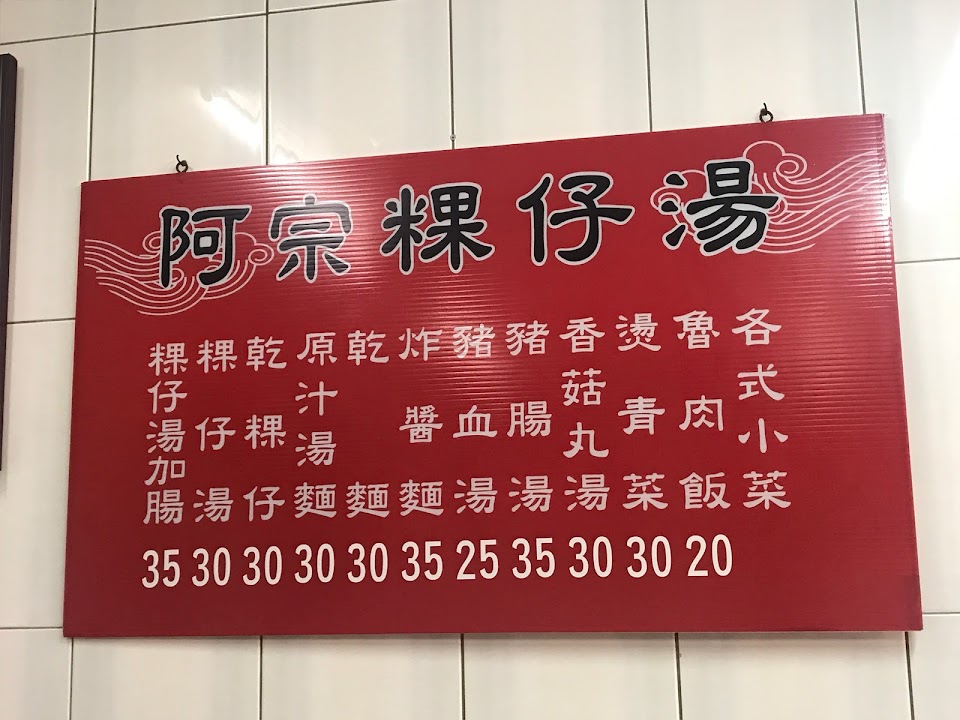 阿宗粿仔湯
各式小菜
魯肉飯 20
燙青菜 30
香菇丸湯 30
豬腸湯 35
豬血湯 25
炸醬麵 35
乾麵 30
原汁湯麵 30
乾粿仔 30
粿仔湯 30
粿仔湯加腸 35